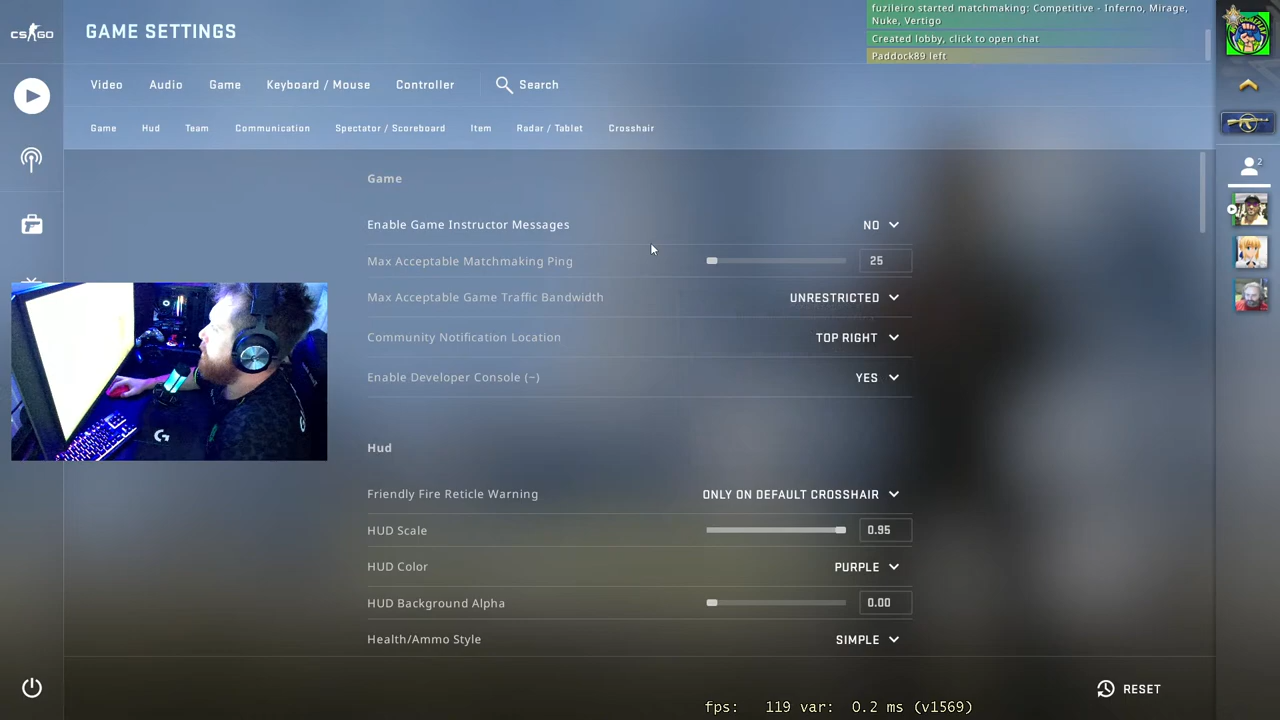 CS:GO
GAME SETTINGS
fuzileiro started matchmaking: Competitive - Inferno, Mirage,
Nuke, Vertigo
Created lobby, click to open chat
Paddock89 left
Video Audio Game Keyboard / Mouse Controller Search
Game Hud Team Communication Spectator / Scoreboard Item Radar / Tablet Crosshair
2
Game
Enable Game Instructor Messages NO
Max Acceptable Matchmaking Ping 25
Max Acceptable Game Traffic Bandwidth UNRESTRICTED
Community Notification Location TOP RIGHT
Enable Developer Console (~) YES
Hud
Friendly Fire Reticle Warning ONLY ON DEFAULT CROSSHAIR
HUD Scale 0.95
HUD Color PURPLE
HUD Background Alpha 0.00
Health/Ammo Style SIMPLE
RESET
fps: 119 var: 0.2 ms (v1569)